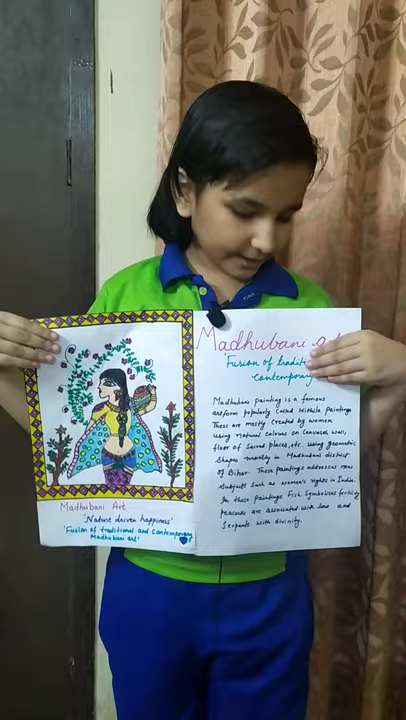 Madhubani Art
'Nature driven happiness'
'Fusion of traditional and contemporary
Madhubani art'
Madhubani
'Fusion of
Contemporary
Madhubani painting is a famous
artform popularly called Mithila Paintings
These are mostly created by women
using natural colours on Canvases, wall,
floor of sacred places, etc. using geometric
shapes mostly in Madhubani district
of Bihar. These paintings addresses new
subjects such as women's rights in India.
In these paintings Fish symbolizes fertility
Peacocks are associated with love and
Serpents with divinity.